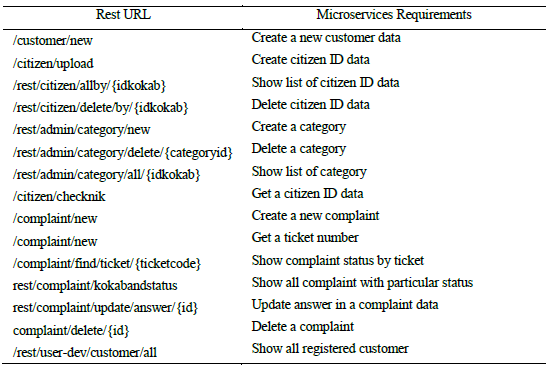 Rest URL Microservices Requirements
/customer/new Create a new customer data
/citizen/upload Create citizen ID data
/rest/citizen/allby/{idkokab} Show list of citizen ID data
/rest/citizen/delete/by/{idkokab} Delete citizen ID data
/rest/admin/category/new Create a category
/rest/admin/category/delete/{categoryid} Delete a category
/rest/admin/category/all/{idkokab} Show list of category
/citizen/checknik Get a citizen ID data
/complaint/new Create a new complaint
/complaint/new Get a ticket number
/complaint/find/ticket/{ticketcode} Show complaint status by ticket
rest/complaint/kokabandstatus Show all complaint with particular status
rest/complaint/update/answer/{id} Update answer in a complaint data
complaint/delete/{id} Delete a complaint
/rest/user-dev/customer/all Show all registered customer